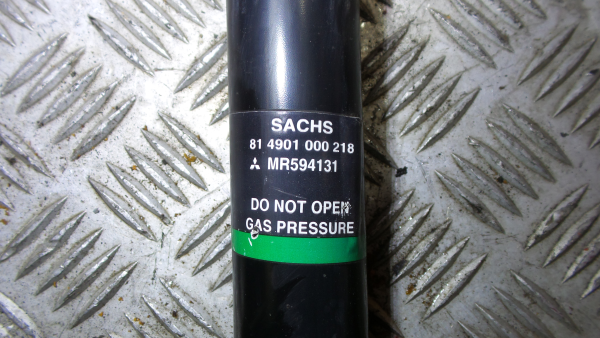 SACHS
81 4901 000 218
MR594131
DO NOT OPEN
GAS PRESSURE